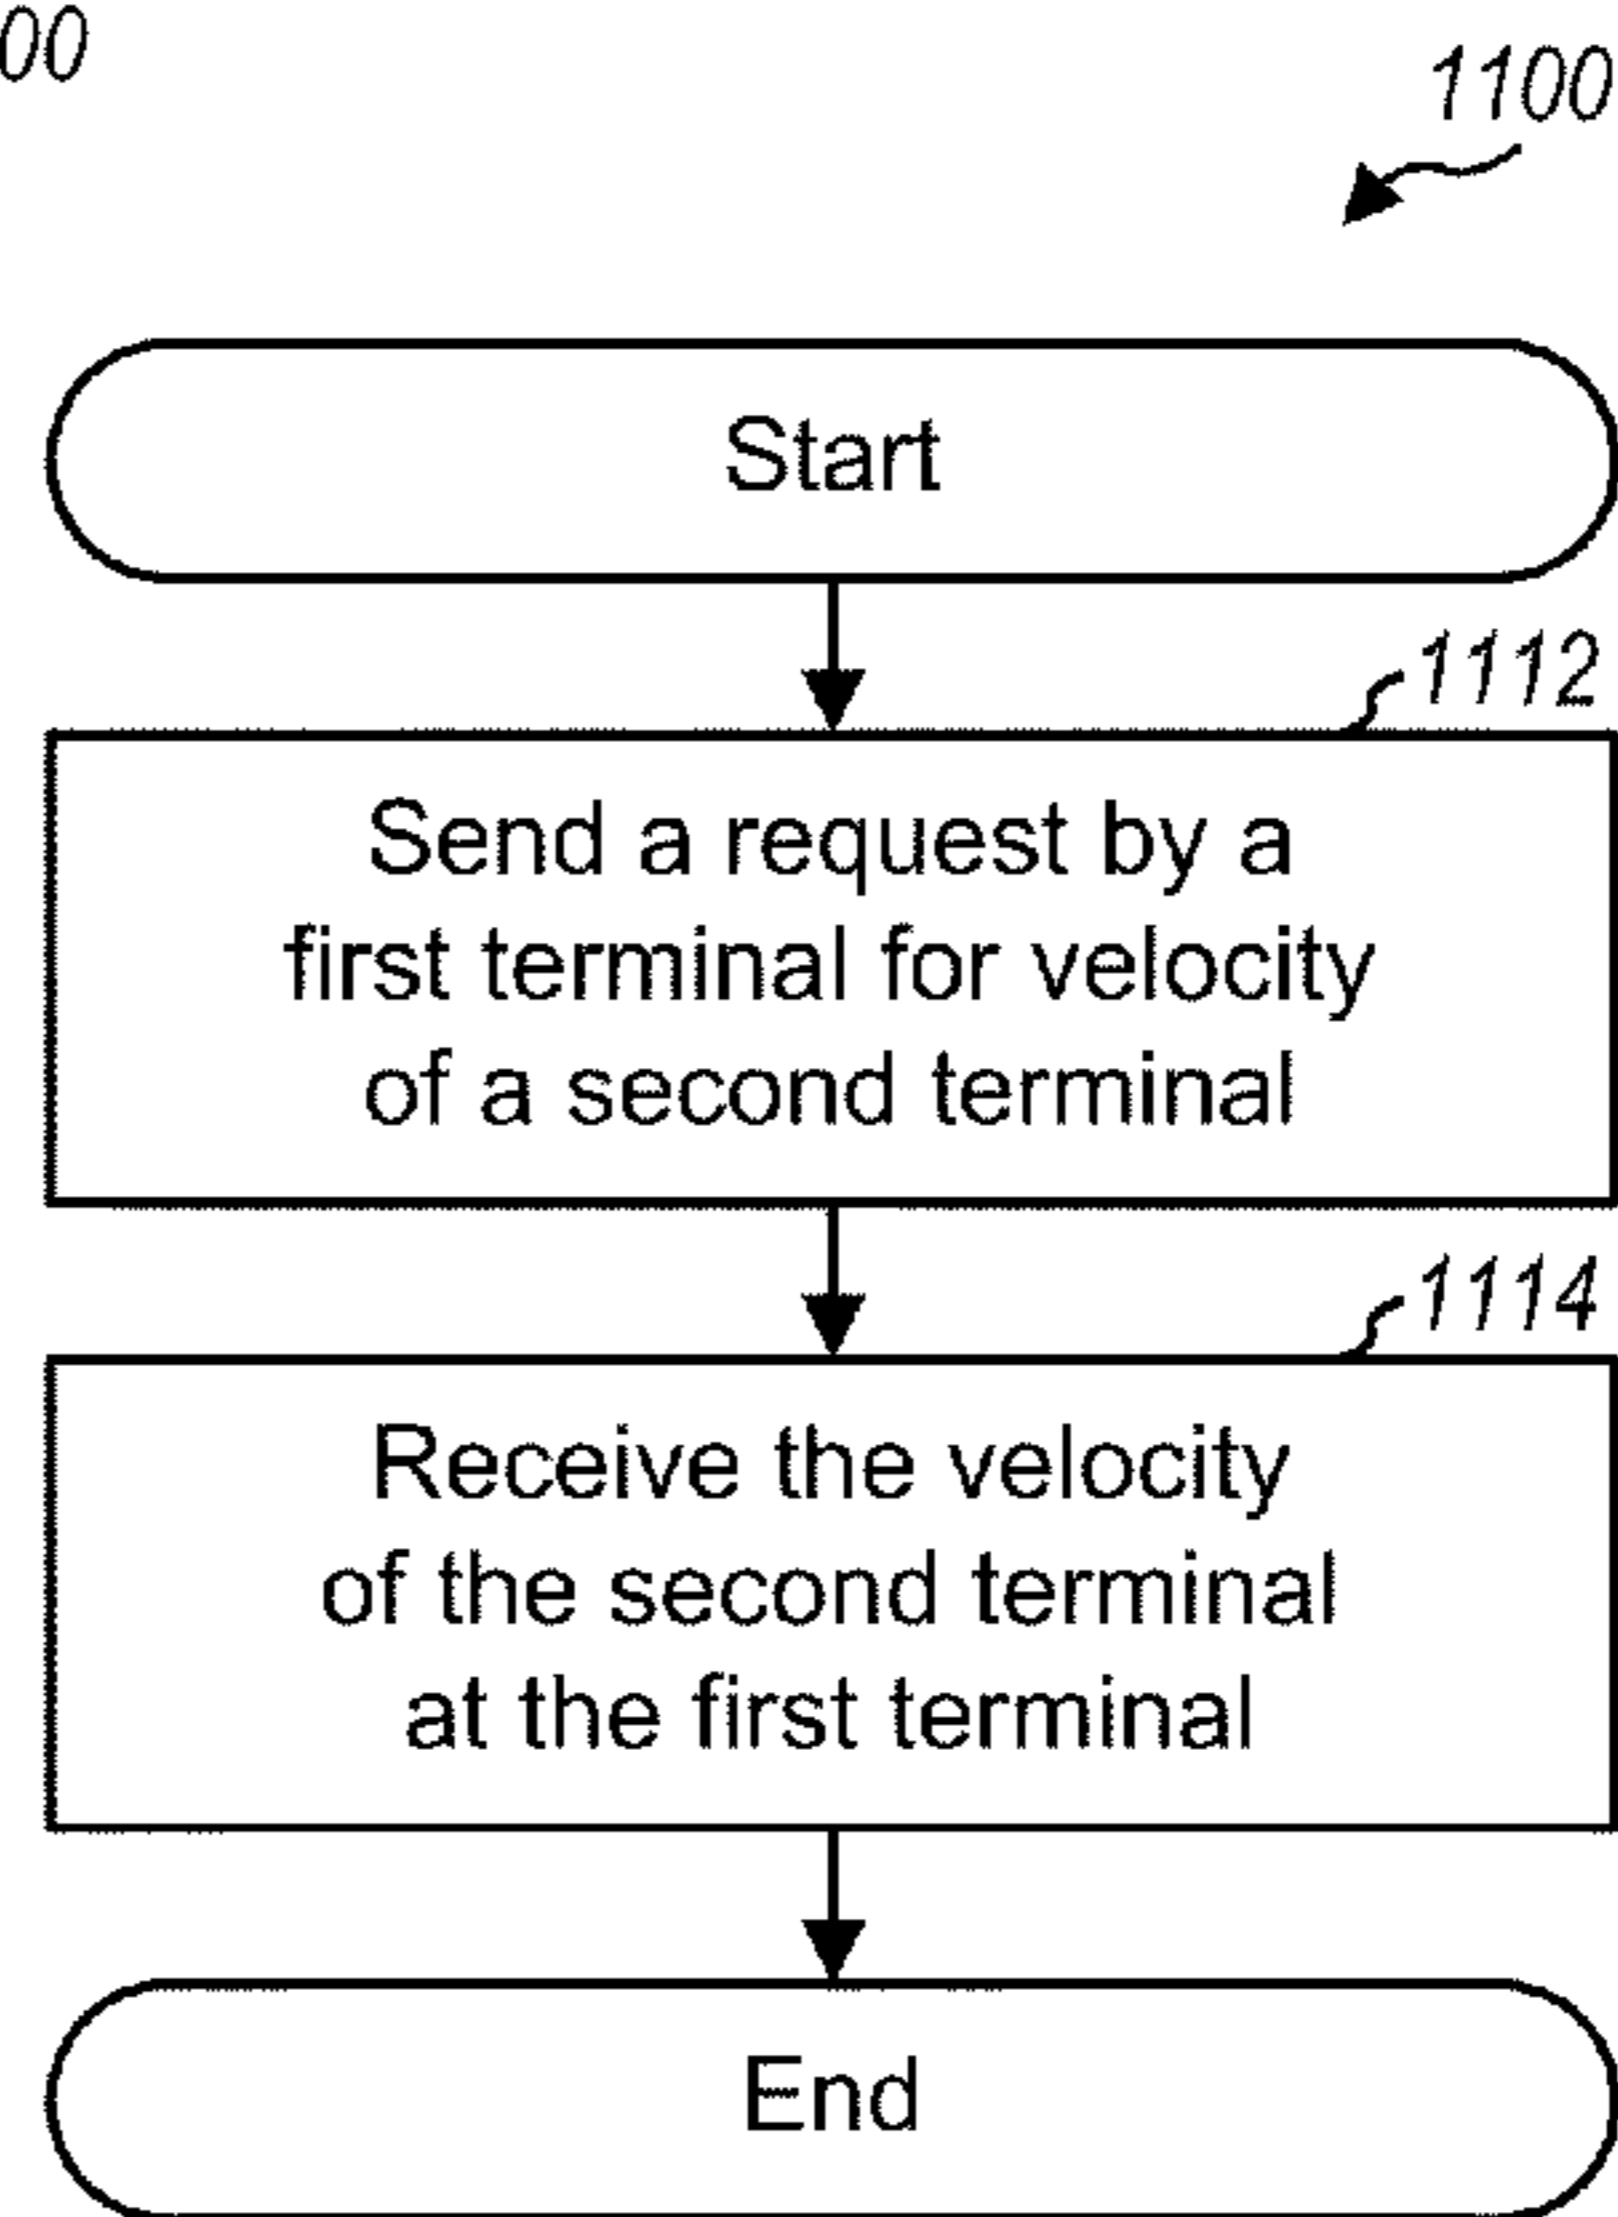 00
1100
Start
1112
Send a request by a
first terminal for velocity
of a second terminal
1114
Receive the velocity
of the second terminal
at the first terminal
End